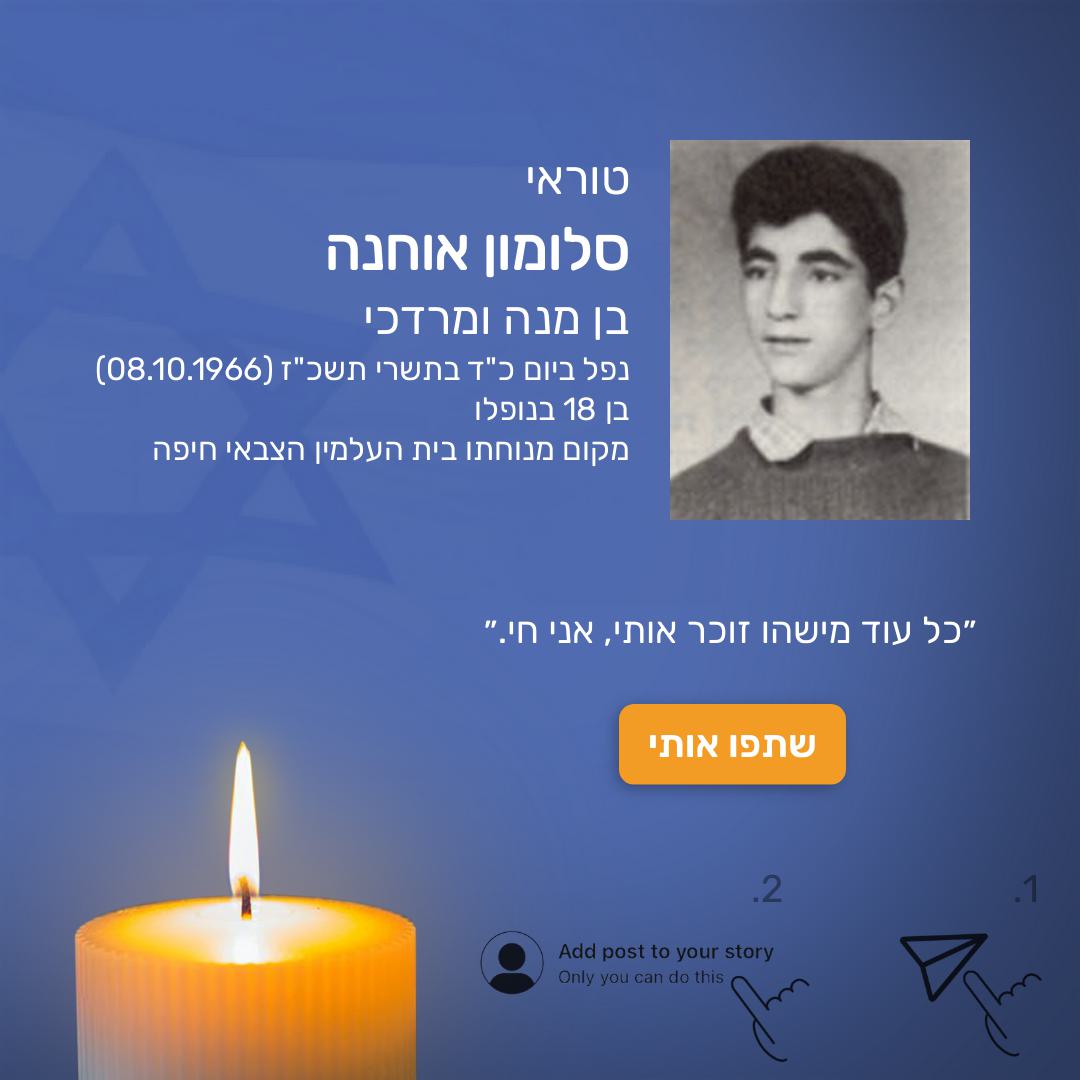 טוראי
סלומון אוחנה
בן מנה ומרדכי
נפל ביום כ"ד בתשרי תשכ"ז (08.10.1966)
בן 18 בנופלו
מקום מנוחתו בית העלמין הצבאי חיפה
״כל עוד מישהו זוכר אותי, אני חי.״
שתפו אותי
1.
2.
Add post to your story
Only you can do this